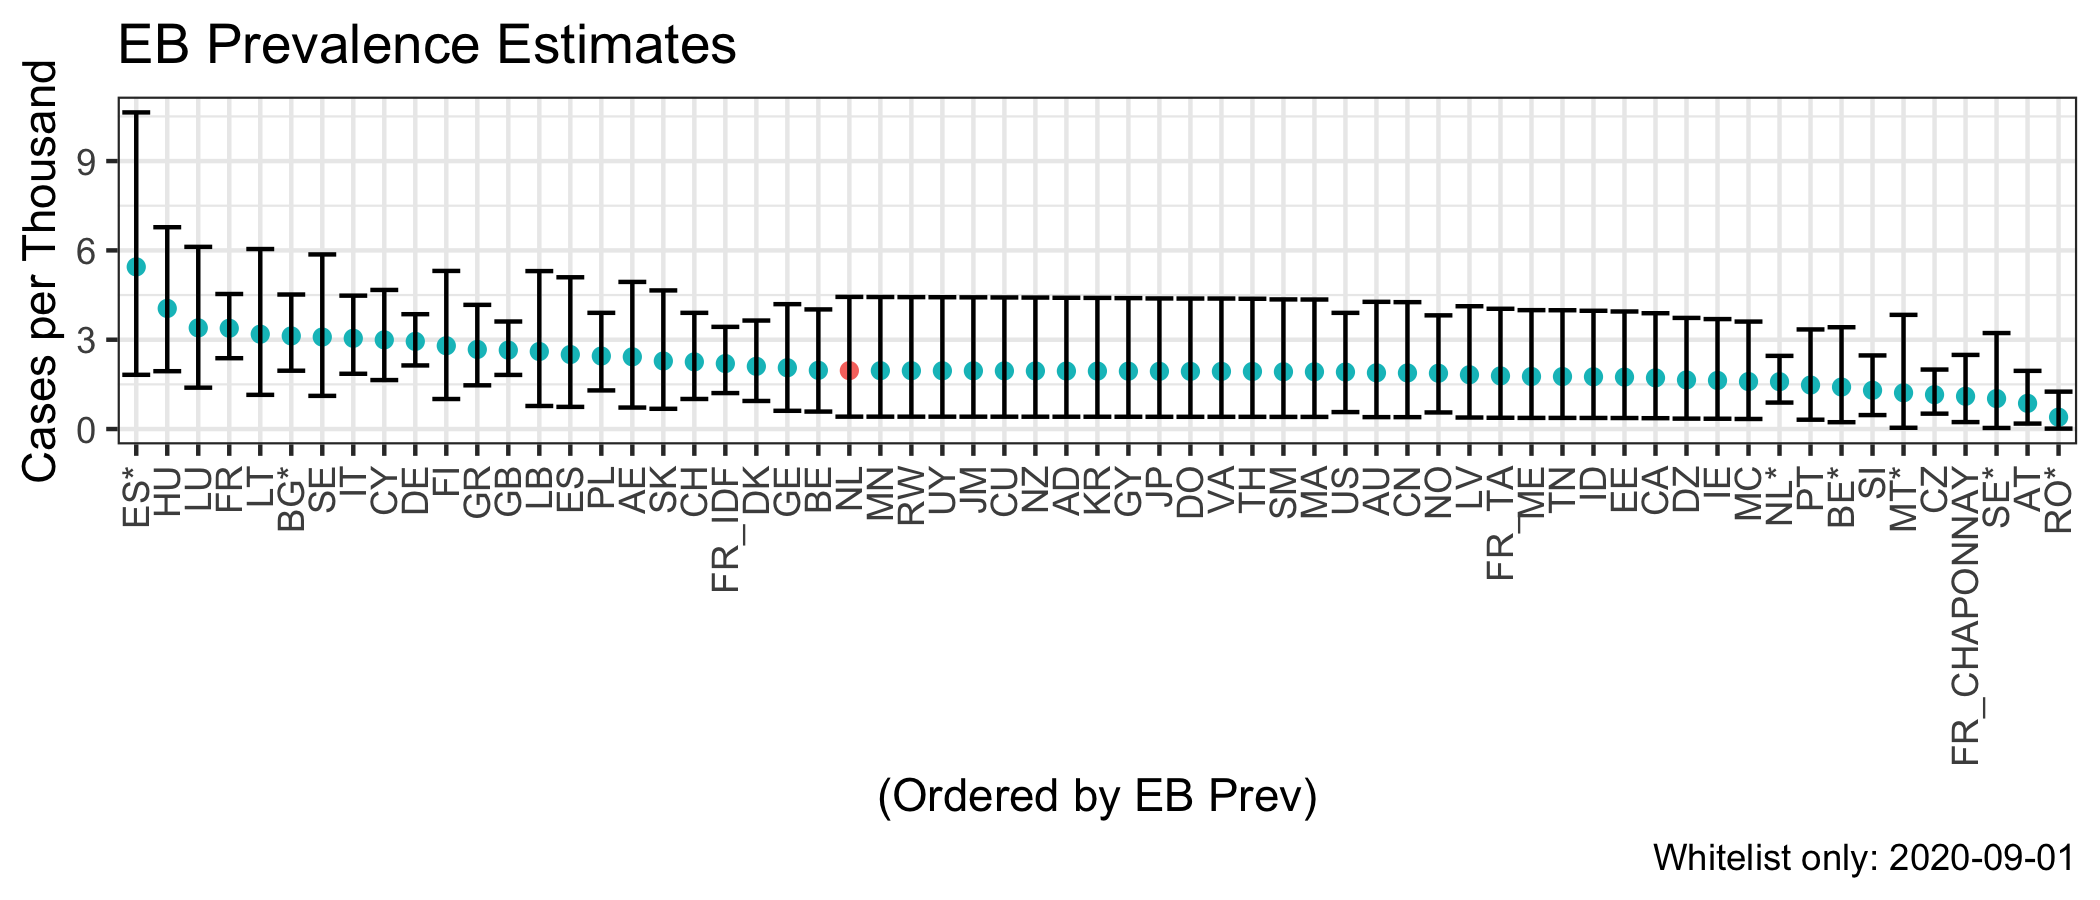 EB Prevalence Estimates
Cases per Thousand
9
6
3
0
ES*
HU
LU
FR
LT
BG*
SE
IT
CY
DE
FI
GR
GB
LB
ES
PL
AE
SK
CH
FR_IDF
DK
GE
BE
NL
MN
RW
UY
JM
CU
NZ
AD
KR
GY
JP
DO
VA
TH
SM
MA
US
AU
CN
NO
LV
FR_TA
ME
TN
ID
EE
CA
DZ
IE
MC
NL*
PT
BE*
SI
MT*
CZ
FR_CHAPONNAY
SE*
AT
RO*
(Ordered by EB Prev)
Whitelist only: 2020-09-01